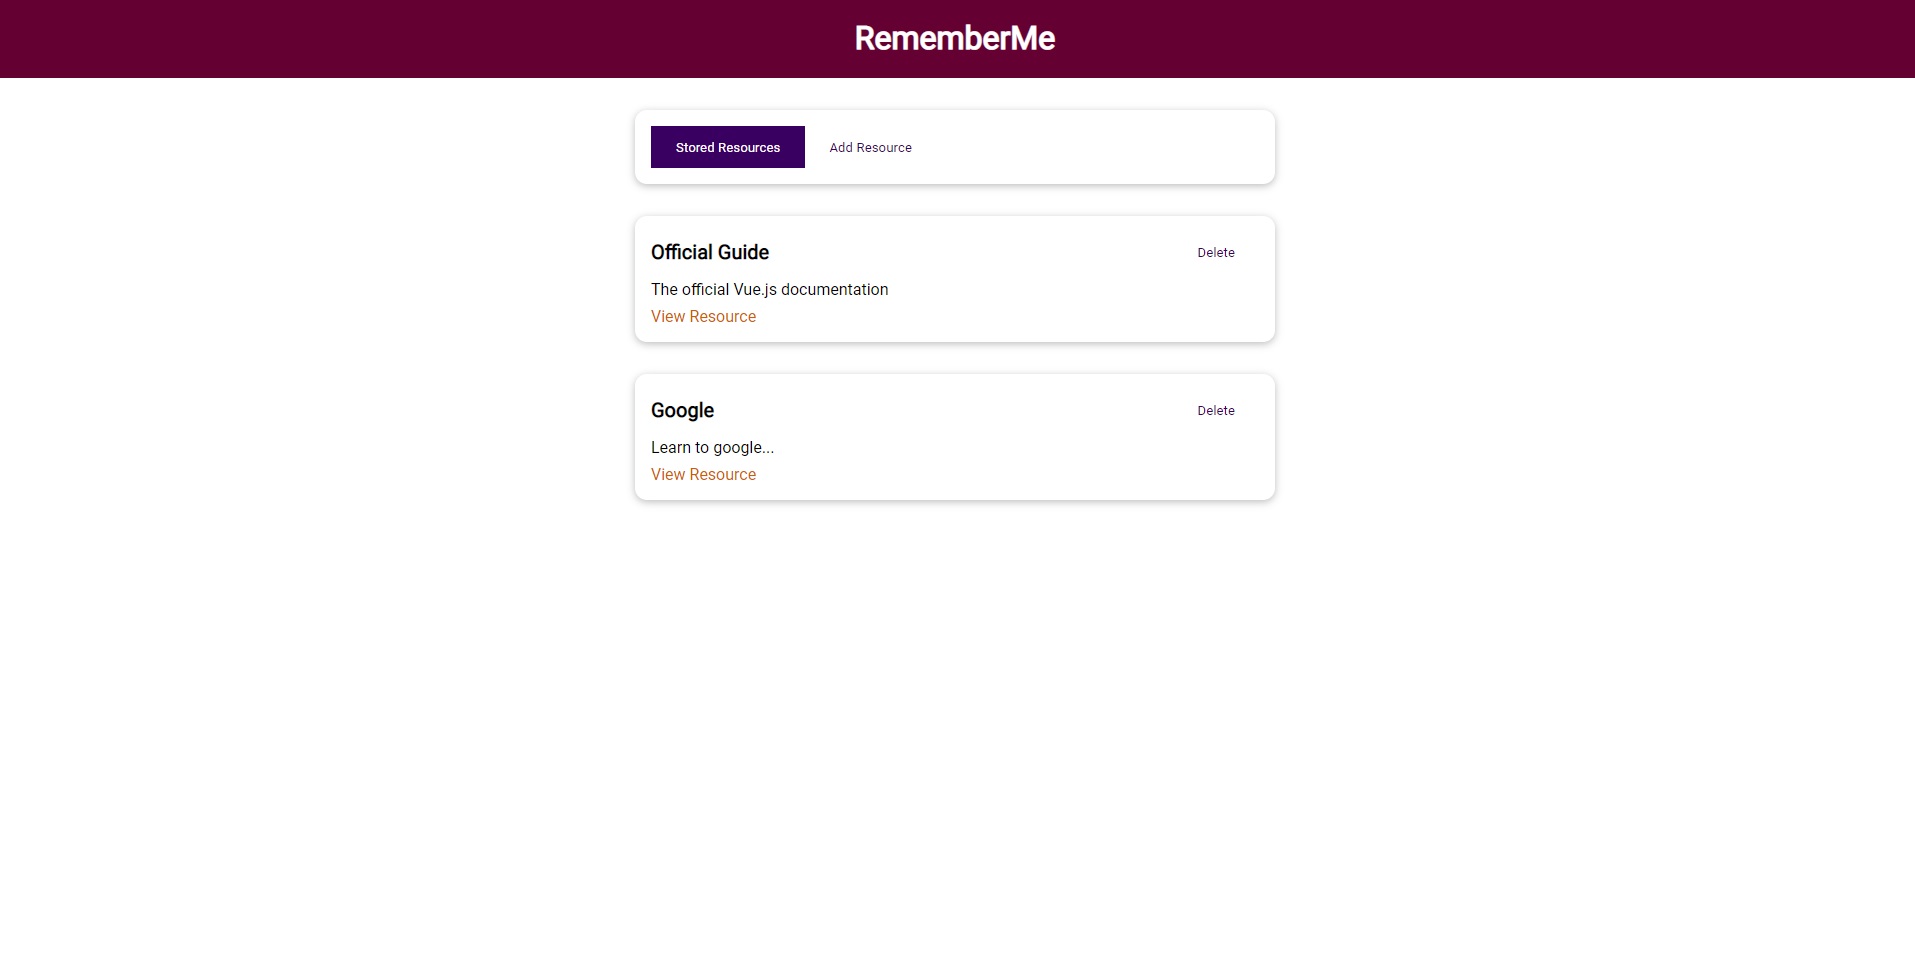 RememberMe
Stored Resources Add Resource
Official Guide Delete
The official Vue.js documentation
View Resource
Google Delete
Learn to google...
View Resource